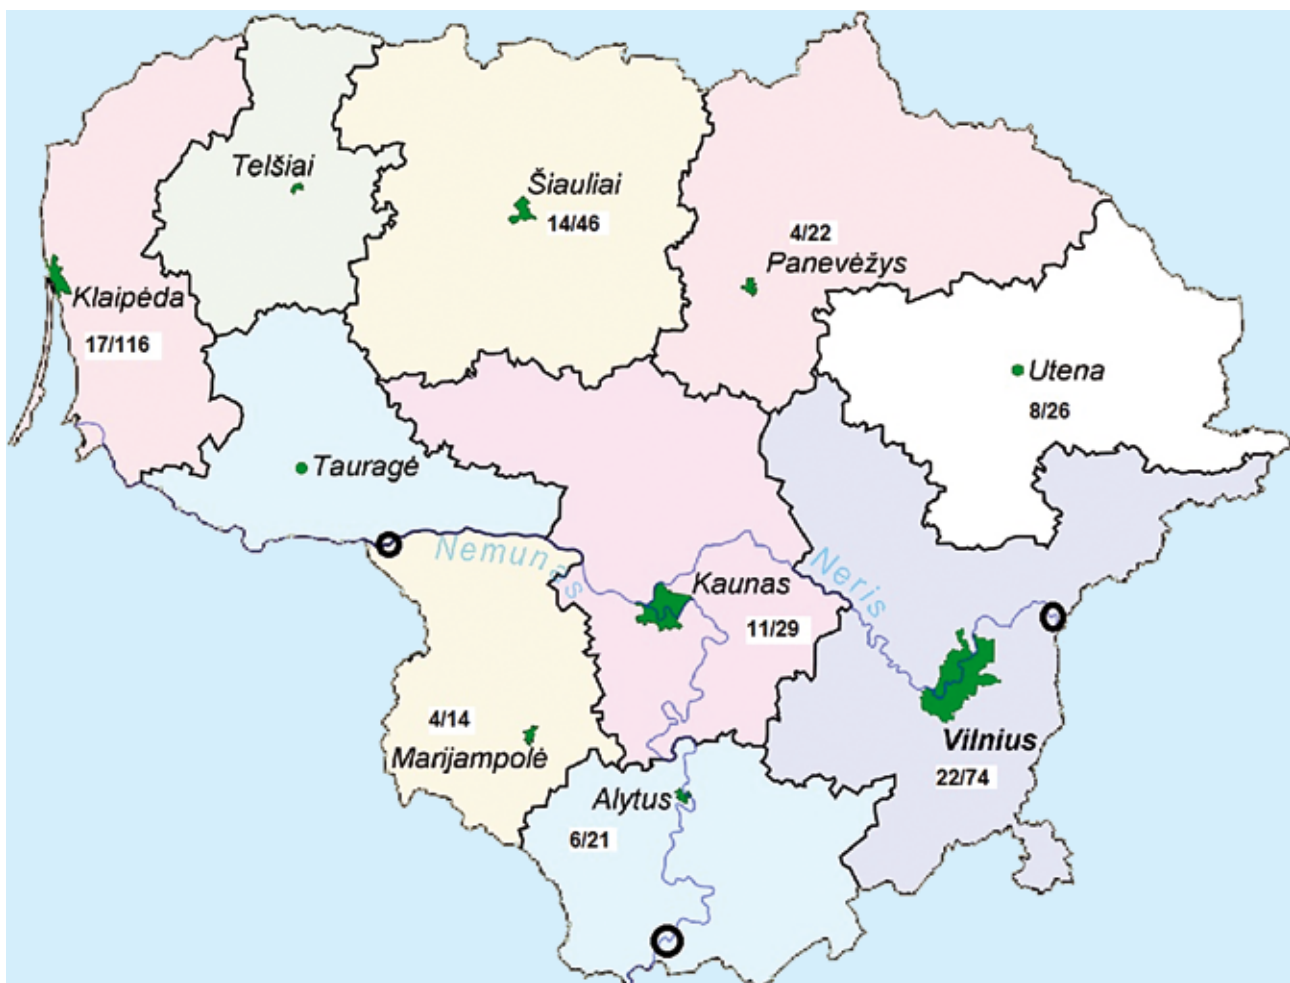 Telšiai
Šiauliai
14/46
4/22
Panevėžys
Klaipėda
17/116
Utena
8/26
Tauragė
Nemunas
Neris
Kaunas
11/29
4/14
Marijampolė
Vilnius
22/74
Alytus
6/21